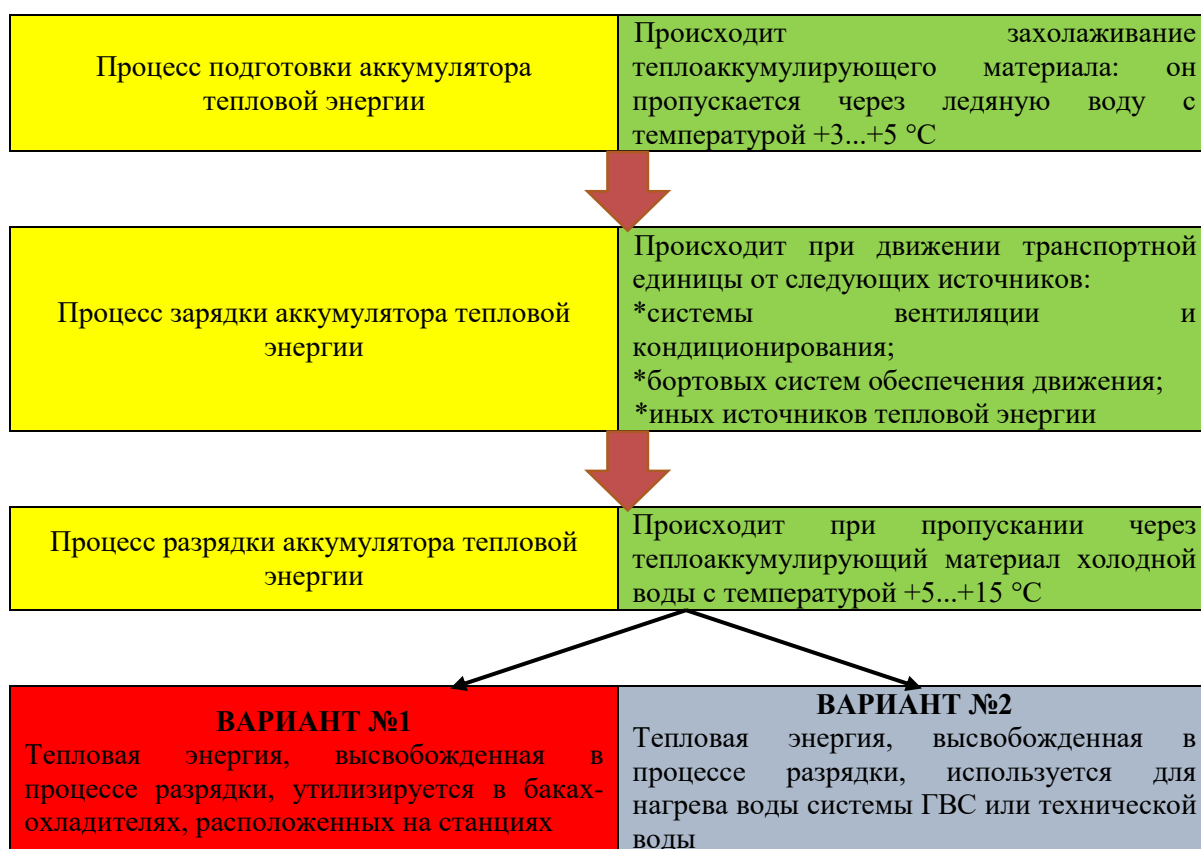 Процесс подготовки аккумулятора
тепловой энергии
Происходит захолаживание
теплоаккумулирующего материала: он
пропускается через ледяную воду с
температурой +3...+5 °C
Процесс зарядки аккумулятора тепловой
энергии
Происходит при движении транспортной
единицы от следующих источников:
*системы вентиляции и
кондиционирования;
*бортовых систем обеспечения движения;
*иных источников тепловой энергии
Процесс разрядки аккумулятора тепловой
энергии
Происходит при пропускании через
теплоаккумулирующий материал холодной
воды с температурой +5...+15 °C
ВАРИАНТ №1
Тепловая энергия, высвобожденная в
процессе разрядки, утилизируется в баках-
охладителях, расположенных на станциях
ВАРИАНТ №2
Тепловая энергия, высвобожденная в
процессе разрядки, используется для
нагрева воды системы ГВС или технической
воды